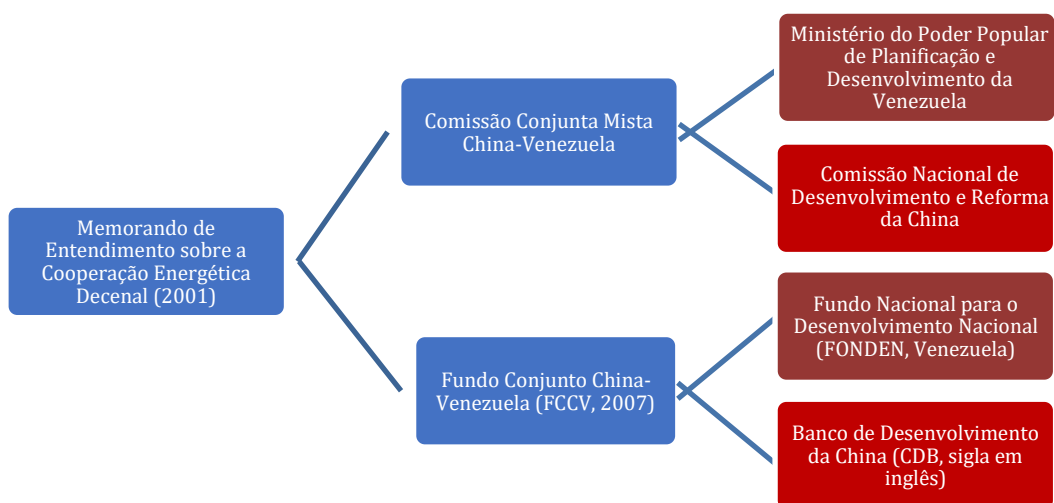 Memorando de
Entendimento sobre a
Cooperação Energética
Decenal (2001)
Comissão Conjunta Mista
China-Venezuela
Ministério do Poder Popular
de Planificação e
Desenvolvimento da
Venezuela
Comissão Nacional de
Desenvolvimento e Reforma
da China
Fundo Conjunto China-
Venezuela (FCCV, 2007)
Fundo Nacional para o
Desenvolvimento Nacional
(FONDEN, Venezuela)
Banco de Desenvolvimento
da China (CDB, sigla em
inglês)